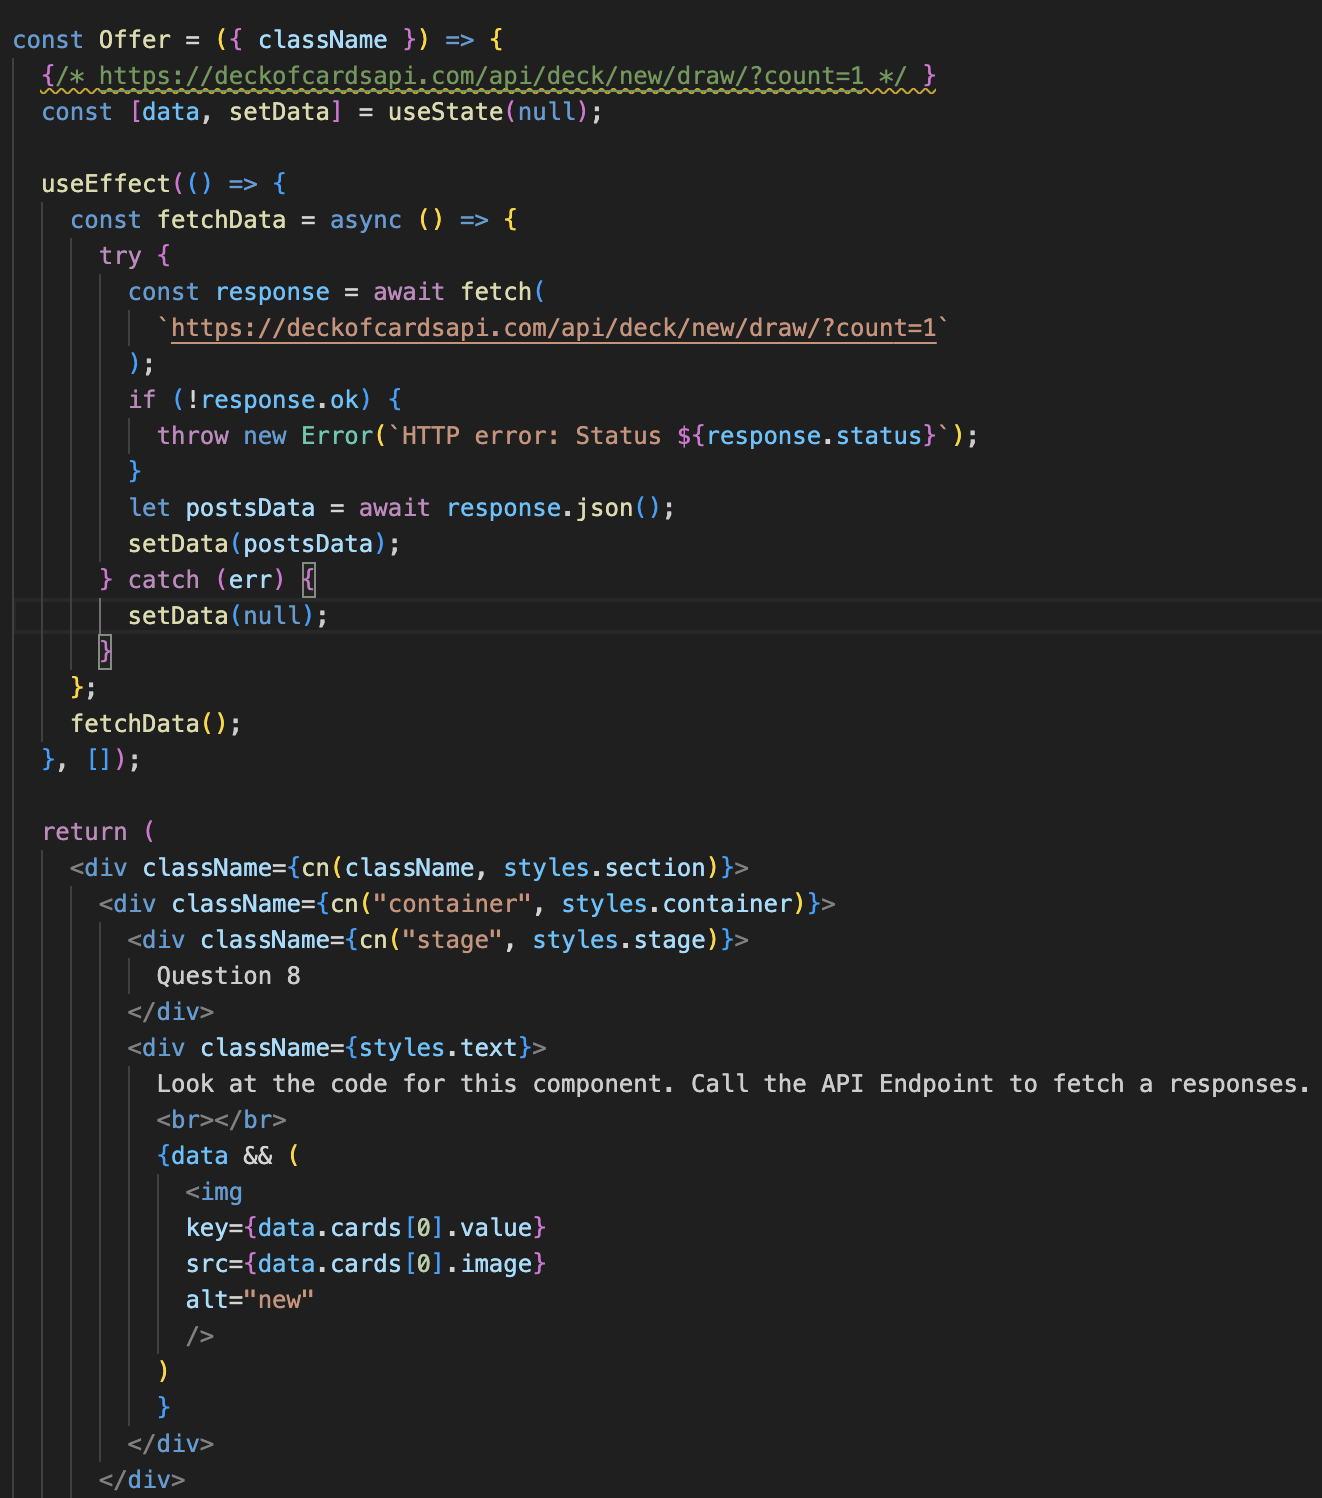 const Offer = ({ className }) => {
  {/* https://deckofcardsapi.com/api/deck/new/draw/?count=1 */ }
  const [data, setData] = useState(null);

  useEffect(() => {
    const fetchData = async () => {
      try {
        const response = await fetch(
          `https://deckofcardsapi.com/api/deck/new/draw/?count=1`
        );
        if (!response.ok) {
          throw new Error(`HTTP error: Status ${response.status}`);
        }
        let postsData = await response.json();
        setData(postsData);
      } catch (err) {
        setData(null);
      }
    };
    fetchData();
  }, []);

  return (
    <div className={cn(className, styles.section)}>
      <div className={cn("container", styles.container)}>
        <div className={cn("stage", styles.stage)}>
          Question 8
        </div>
        <div className={styles.text}>
          Look at the code for this component. Call the API Endpoint to fetch a responses.
          <br></br>
          {data && (
            <img
            key={data.cards[0].value}
            src={data.cards[0].image}
            alt="new"
            />
          )
          }
        </div>
      </div>